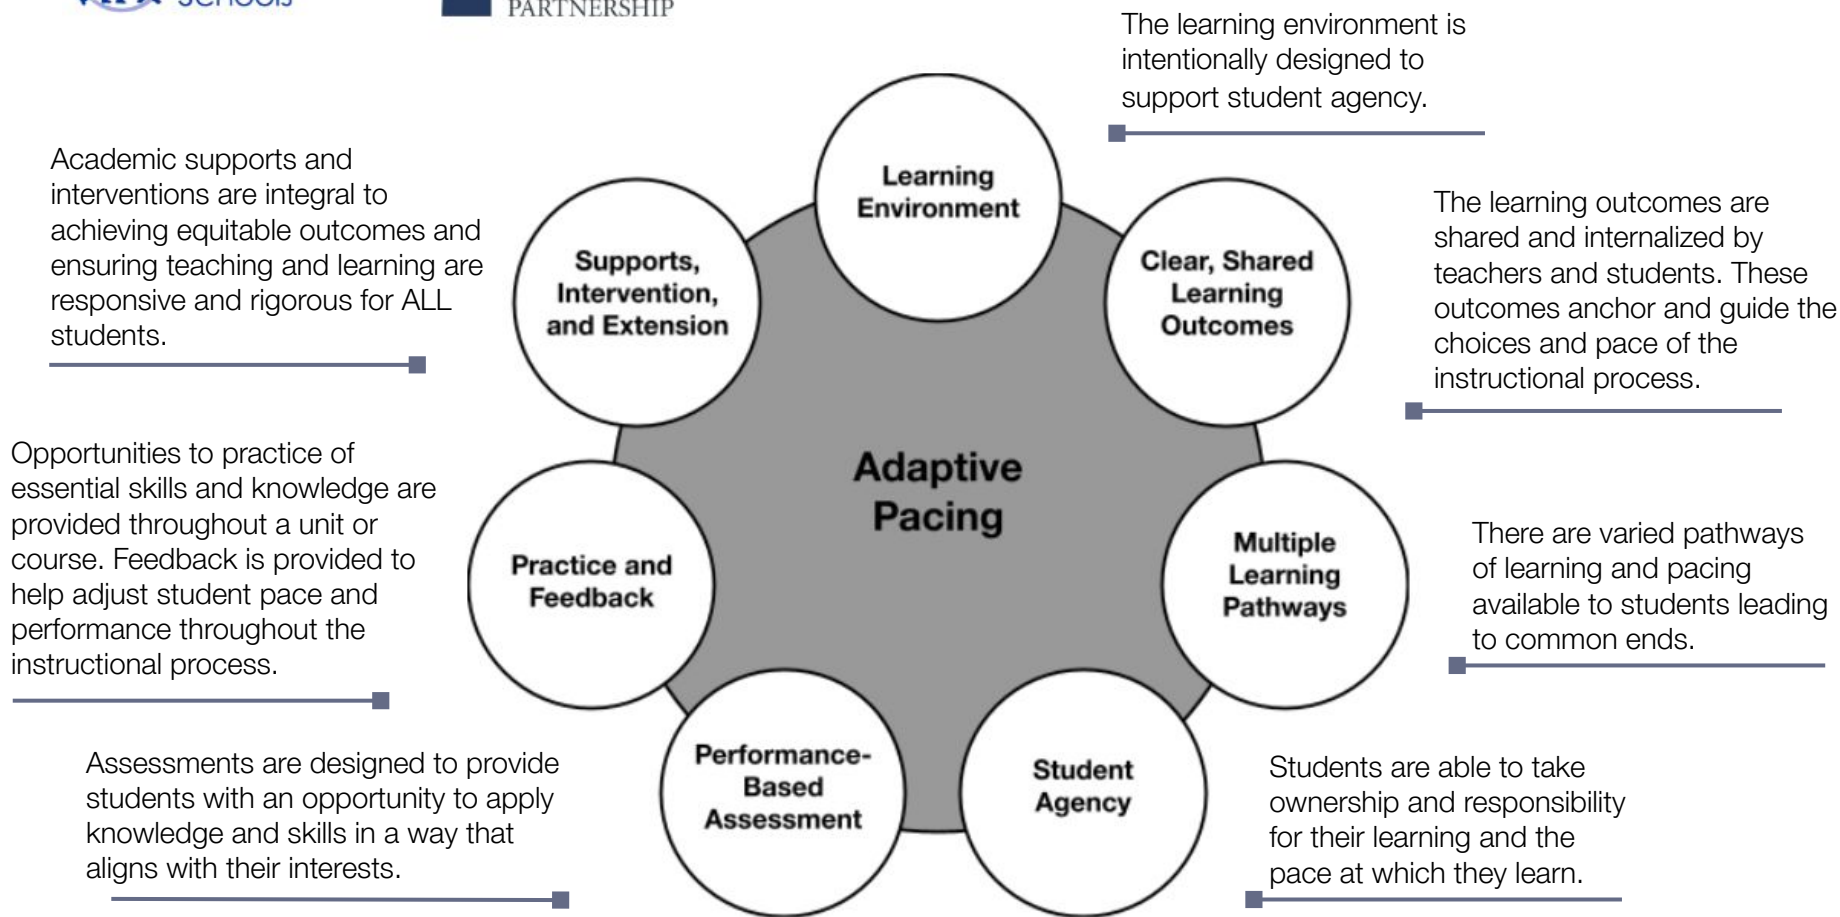 Schools
PARTNERSHIP
The learning environment is
intentionally designed to
support student agency.
Academic supports and
interventions are integral to
achieving equitable outcomes and
ensuring teaching and learning are
responsive and rigorous for ALL
students.
Learning
Environment
The learning outcomes are
shared and internalized by
teachers and students. These
outcomes anchor and guide the
choices and pace of the
instructional process.
Supports,
Intervention,
and Extension
Clear, Shared
Learning
Outcomes
Opportunities to practice of
essential skills and knowledge are
provided throughout a unit or
course. Feedback is provided to
help adjust student pace and
performance throughout the
instructional process.
Adaptive
Pacing
Practice and
Feedback
Multiple
Learning
Pathways
There are varied pathways
of learning and pacing
available to students leading
to common ends.
Assessments are designed to provide
students with an opportunity to apply
knowledge and skills in a way that
aligns with their interests.
Performance-
Based
Assessment
Student
Agency
Students are able to take
ownership and responsibility
for their learning and the
pace at which they learn.